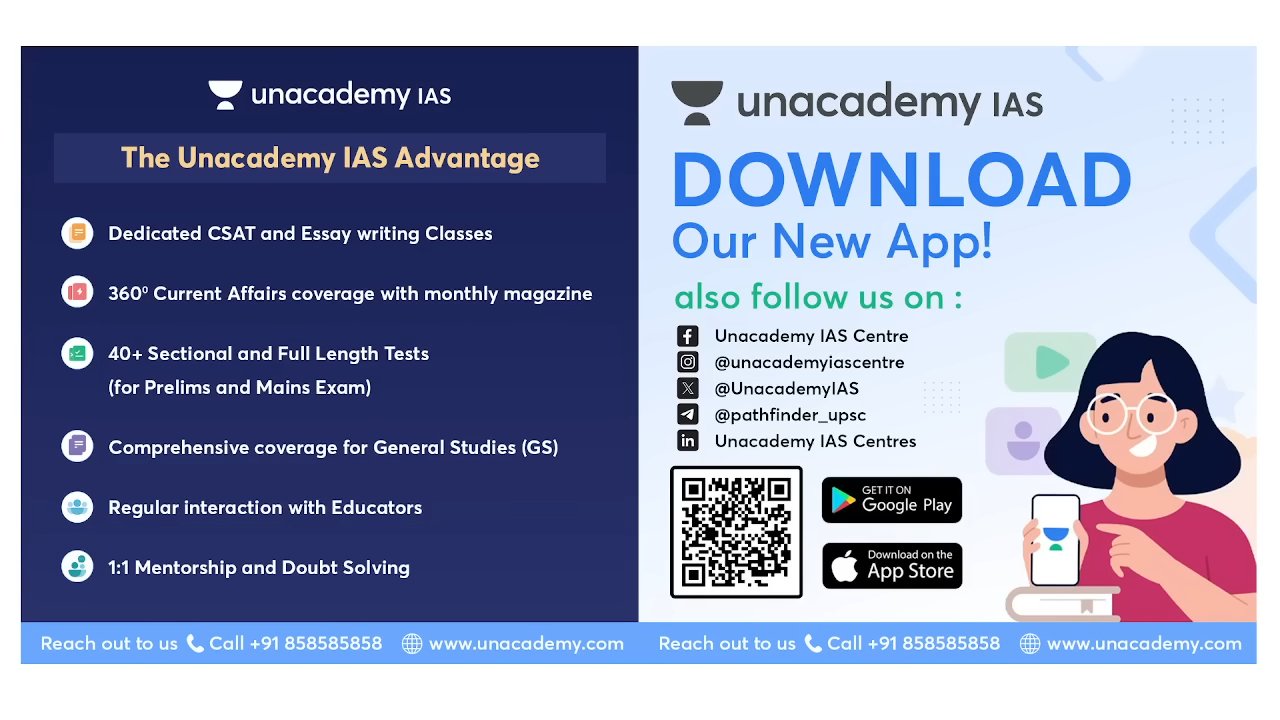 unacademy IAS
The Unacademy IAS Advantage
Dedicated CSAT and Essay writing Classes
360⁰ Current Affairs coverage with monthly magazine
40+ Sectional and Full Length Tests
(for Prelims and Mains Exam)
Comprehensive coverage for General Studies (GS)
Regular interaction with Educators
1:1 Mentorship and Doubt Solving
Reach out to us Call +91 858585858 www.unacademy.com
unacademy IAS
DOWNLOAD
Our New App!
also follow us on :
Unacademy IAS Centre
@unacademyiascentre
@UnacademyIAS
@pathfinder_upsc
Unacademy IAS Centres
GET IT ON
Google Play
Download on the
App Store
Reach out to us Call +91 858585858 www.unacademy.com